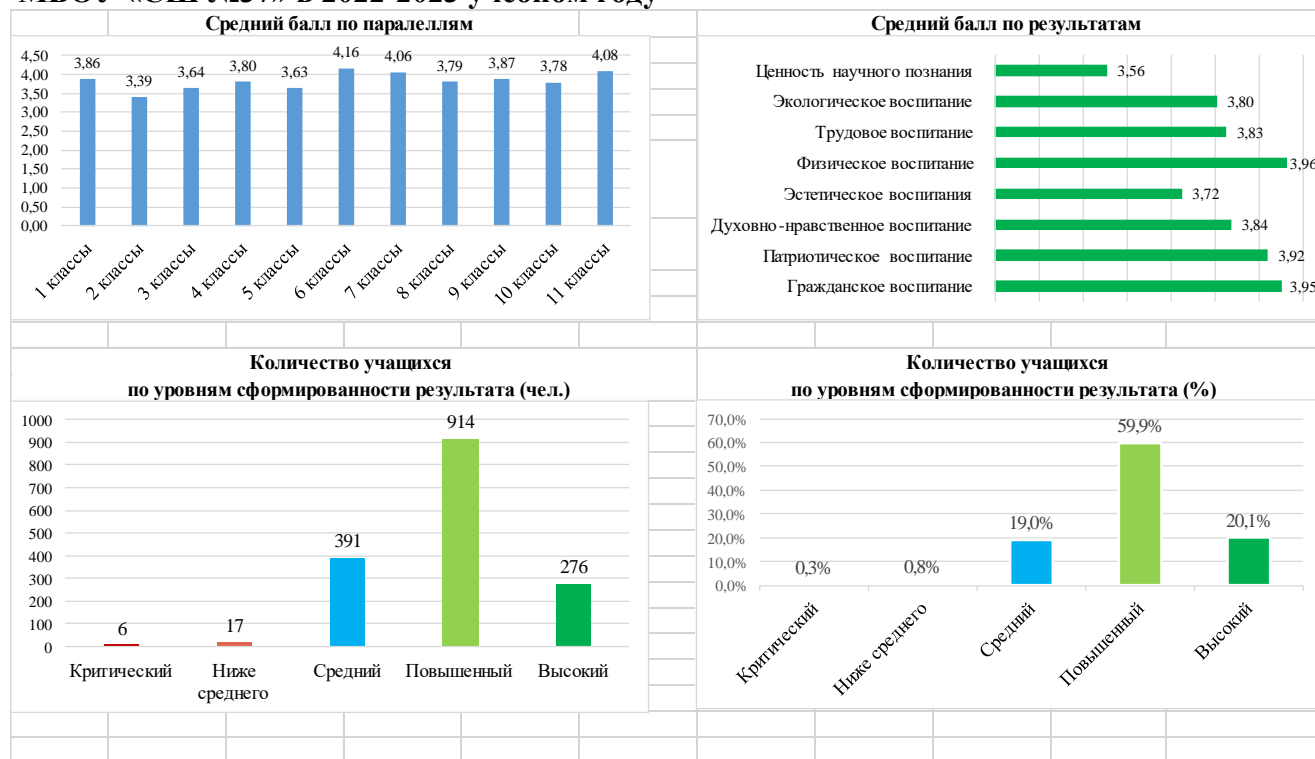 Средний балл по паралеллям
4,50
4,00
3,50
3,00
2,50
2,00
1,50
1,00
0,50
0,00
3,86
3,39
3,64
3,80
3,63
4,16
4,06
3,79
3,87
3,78
4,08
1 классы
2 классы
3 классы
4 классы
5 классы
6 классы
7 классы
8 классы
9 классы
10 классы
11 классы
Средний балл по результатам
Ценность научного познания 3,56
Экологическое воспитание 3,80
Трудовое воспитание 3,83
Физическое воспитание 3,96
Эстетическое воспитания 3,72
Духовно-нравственное воспитание 3,84
Патриотическое воспитание 3,92
Гражданское воспитание 3,95
Количество учащихся
по уровням сформированности результата (чел.)
1000
900
800
700
600
500
400
300
200
100
0
6
17
391
914
276
Критический
Ниже
среднего
Средний
Повышенный
Высокий
Количество учащихся
по уровням сформированности результата (%)
70,0%
60,0%
50,0%
40,0%
30,0%
20,0%
10,0%
0,0%
0,3%
0,8%
19,0%
59,9%
20,1%
Критический
Ниже среднего
Средний
Повышенный
Высокий